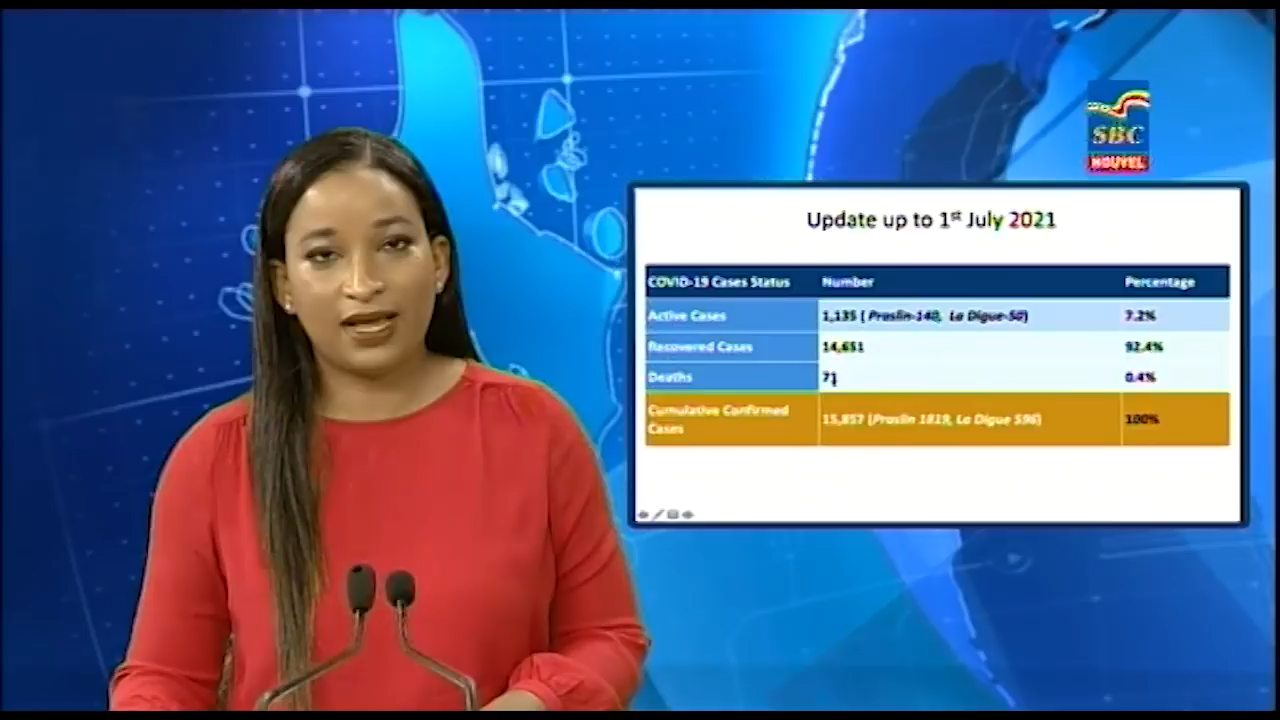 SBC
NOUVEL
Update up to 1st July 2021
COVID-19 Cases Status Number Percentage
Active Cases 1,135 ( Praslin-140, La Digue-50) 7.2%
Recovered Cases 14,651 92.4%
Deaths 71 0.4%
Cumulative Confirmed
Cases 15,857 (Praslin 1819, La Digue 596) 100%